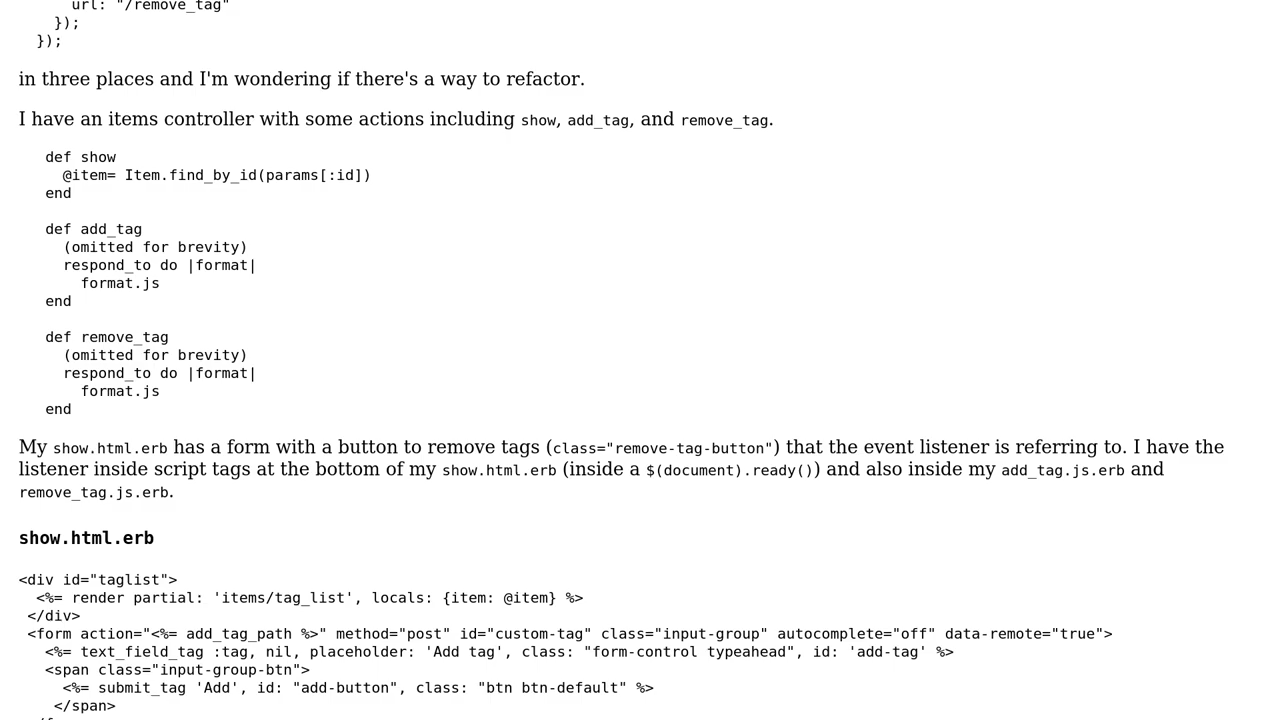 url: "/remove_tag"
});
});
in three places and I'm wondering if there's a way to refactor.
I have an items controller with some actions including show, add_tag, and remove_tag.
def show
@item= Item.find_by_id(params[:id])
end
def add_tag
(omitted for brevity)
respond_to do |format|
format.js
end
def remove_tag
(omitted for brevity)
respond_to do |format|
format.js
end
My show.html.erb has a form with a button to remove tags (class="remove-tag-button") that the event listener is referring to. I have the
listener inside script tags at the bottom of my show.html.erb (inside a $(document).ready()) and also inside my add_tag.js.erb and
remove_tag.js.erb.
show.html.erb
<div id="taglist">
<%= render partial: 'items/tag_list', locals: {item: @item} %>
</div>
<form action="<%= add_tag_path %>" method="post" id="custom-tag" class="input-group" autocomplete="off" data-remote="true">
<%= text_field_tag :tag, nil, placeholder: 'Add tag', class: "form-control typeahead", id: 'add-tag' %>
<span class="input-group-btn">
<%= submit_tag 'Add', id: "add-button", class: "btn btn-default" %>
</span>